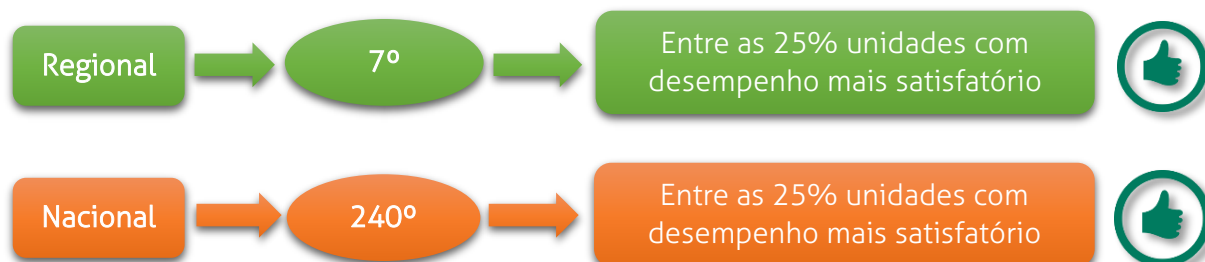 Regional
7º
Entre as 25% unidades com
desempenho mais satisfatório
Nacional
240º
Entre as 25% unidades com
desempenho mais satisfatório